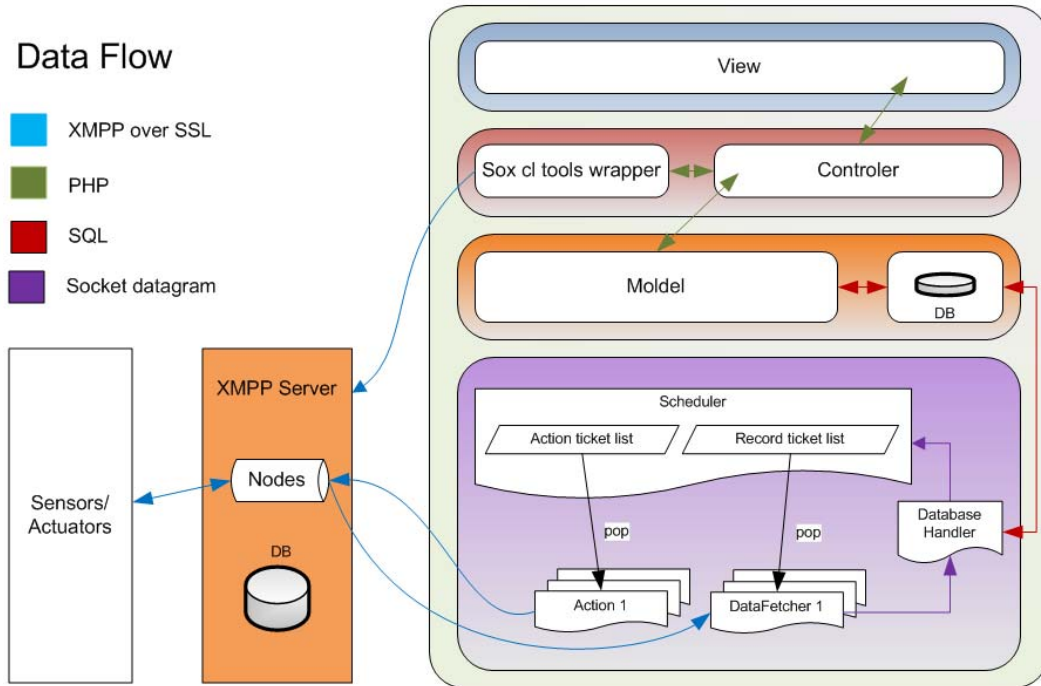 Data Flow
XMPP over SSL
PHP
SQL
Socket datagram
View
Sox cl tools wrapper
Controler
Moldel
DB
XMPP Server
Nodes
DB
Sensors/
Actuators
Scheduler
Action ticket list
Record ticket list
pop
pop
Database
Handler
Action 1
DataFetcher 1